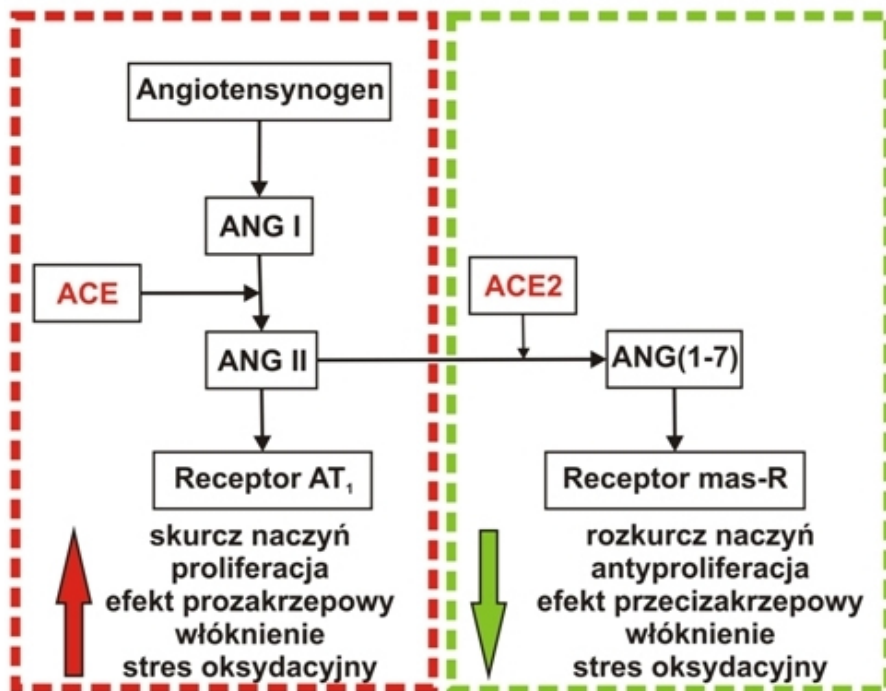 Angiotensynogen
ANG I
ACE
ANG II
Receptor AT₁
skurcz naczyń
proliferacja
efekt prozakrzepowy
włóknienie
stres oksydacyjny
ACE2
ANG(1-7)
Receptor mas-R
rozkurcz naczyń
antyproliferacja
efekt przecizakrzepowy
włóknienie
stres oksydacyjny